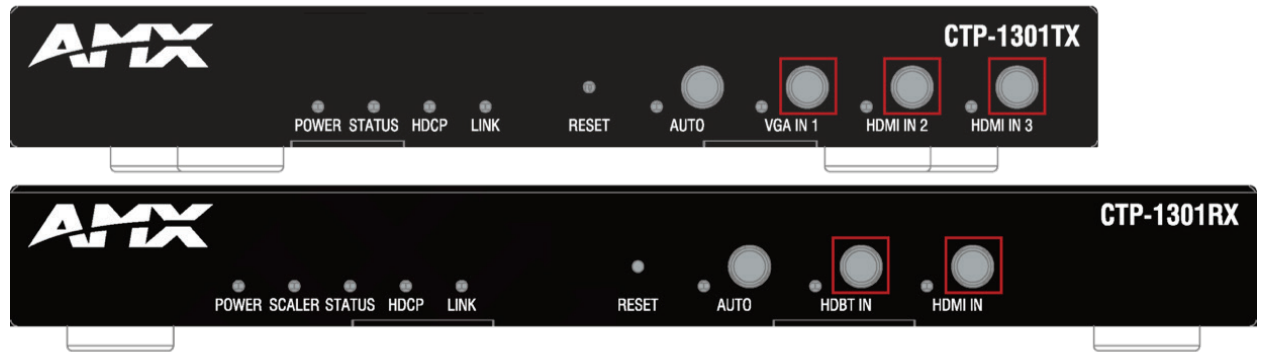 AMX
CTP-1301TX
POWER STATUS HDCP LINK RESET AUTO VGA IN 1 HDMI IN 2 HDMI IN 3
AMX
CTP-1301RX
POWER SCALER STATUS HDCP LINK RESET AUTO HDBT IN HDMI IN